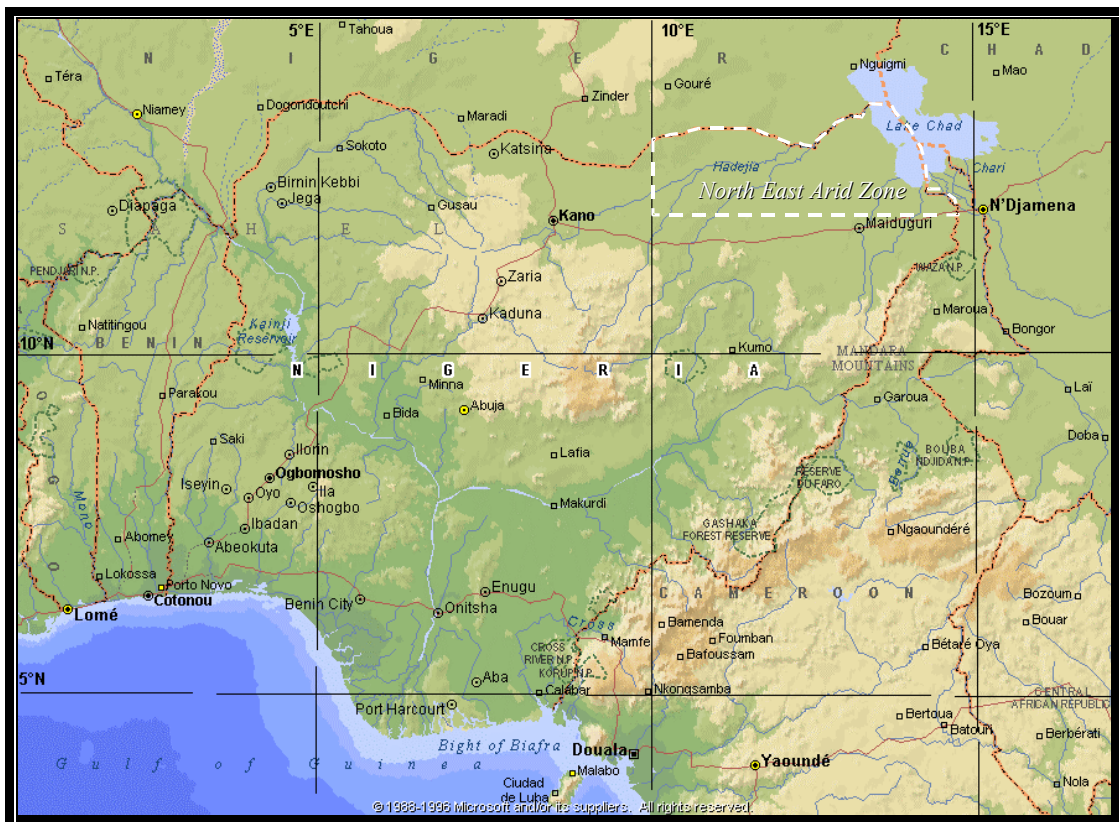 5°E
10°E
15°E
Tahoua
N I G E R
C H A D
Téra
Nguigmi
Mao
Gouré
Zinder
Niamey
Dogondoutchi
Maradi
Lake Chad
Sokoto
Katsina
Hadejia
Chari
Birnin Kebbi
North East Arid Zone
Jega
Gusau
Diapaga
Kano
N'Djamena
S A H E L
Maiduguri
PENDJARI N.P.
WAZA N.P.
Zaria
Maroua
Kaduna
Natitingou
Kainji
Reservoir
Bongor
10°N
B E N I N
Kumo
MANDARA
MOUNTAINS
N I G E R I A
Minna
Parakou
Garoua
Laï
Bida
Abuja
Saki
Doba
Ilorin
Lafia
BOUBA
NDJIDAN.P.
Benue
Ogbomosho
RESERVE
DU FARO
Iseyin
Oyo
Ila
Mono
Oshogbo
Makurdi
T O G O
Ibadan
GASHAKA
FOREST RESERVE
Ngaoundéré
Abomey
Abeokuta
Lokossa
Porto Novo
Enugu
C A M E R O O N
Cotonou
Benin City
Bozoum
Lomé
Onitsha
Cross
Bamenda
Bouar
Mamfe
Foumban
CROSS
RIVER N.P.
KORUP N.P.
Bafoussam
Bétaré Oya
5°N
Aba
Calabar
Nkongsamba
CENTRAL
AFRICAN REPUBLIC
Port Harcourt
Bertoua
Batouri
Berbérati
Bight of Biafra
Douala
Yaoundé
Gulf of Guinea
Malabo
Ciudad
de Luba
Nola
© 1988-1996 Microsoft and/or its suppliers. All rights reserved.